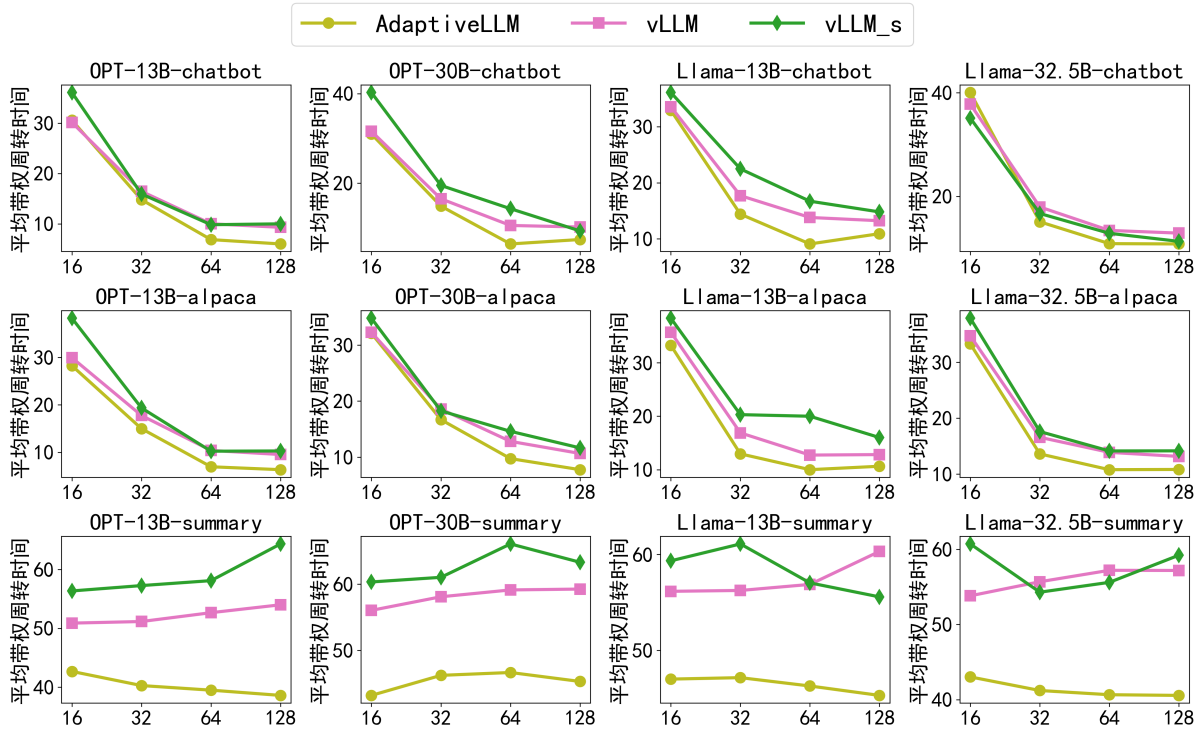 AdaptiveLLM vLLM vLLM_s
OPT-13B-chatbot
平均带权周转时间
30
20
10
16 32 64 128
OPT-30B-chatbot
平均带权周转时间
40
20
16 32 64 128
Llama-13B-chatbot
平均带权周转时间
30
20
10
16 32 64 128
Llama-32.5B-chatbot
平均带权周转时间
40
20
16 32 64 128
OPT-13B-alpaca
平均带权周转时间
30
20
10
16 32 64 128
OPT-30B-alpaca
平均带权周转时间
30
20
10
16 32 64 128
Llama-13B-alpaca
平均带权周转时间
30
20
10
16 32 64 128
Llama-32.5B-alpaca
平均带权周转时间
30
20
10
16 32 64 128
OPT-13B-summary
平均带权周转时间
60
50
40
16 32 64 128
OPT-30B-summary
平均带权周转时间
60
50
16 32 64 128
Llama-13B-summary
平均带权周转时间
60
50
16 32 64 128
Llama-32.5B-summary
平均带权周转时间
60
50
40
16 32 64 128